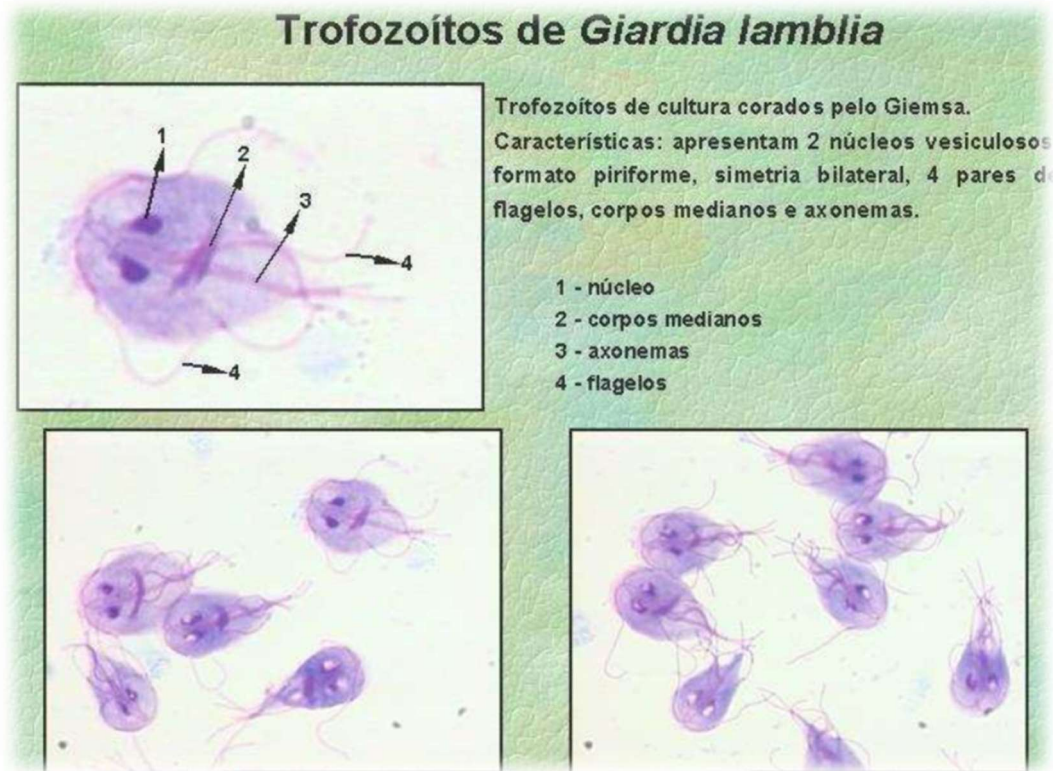 Trofozoítos de Giardia lamblia
Trofozoítos de cultura corados pelo Giemsa.
Características: apresentam 2 núcleos vesiculosos
formato piriforme, simetria bilateral, 4 pares d
flagelos, corpos medianos e axonemas.
1 - núcleo
2 - corpos medianos
3 - axonemas
4 - flagelos
1
2
3
4
4